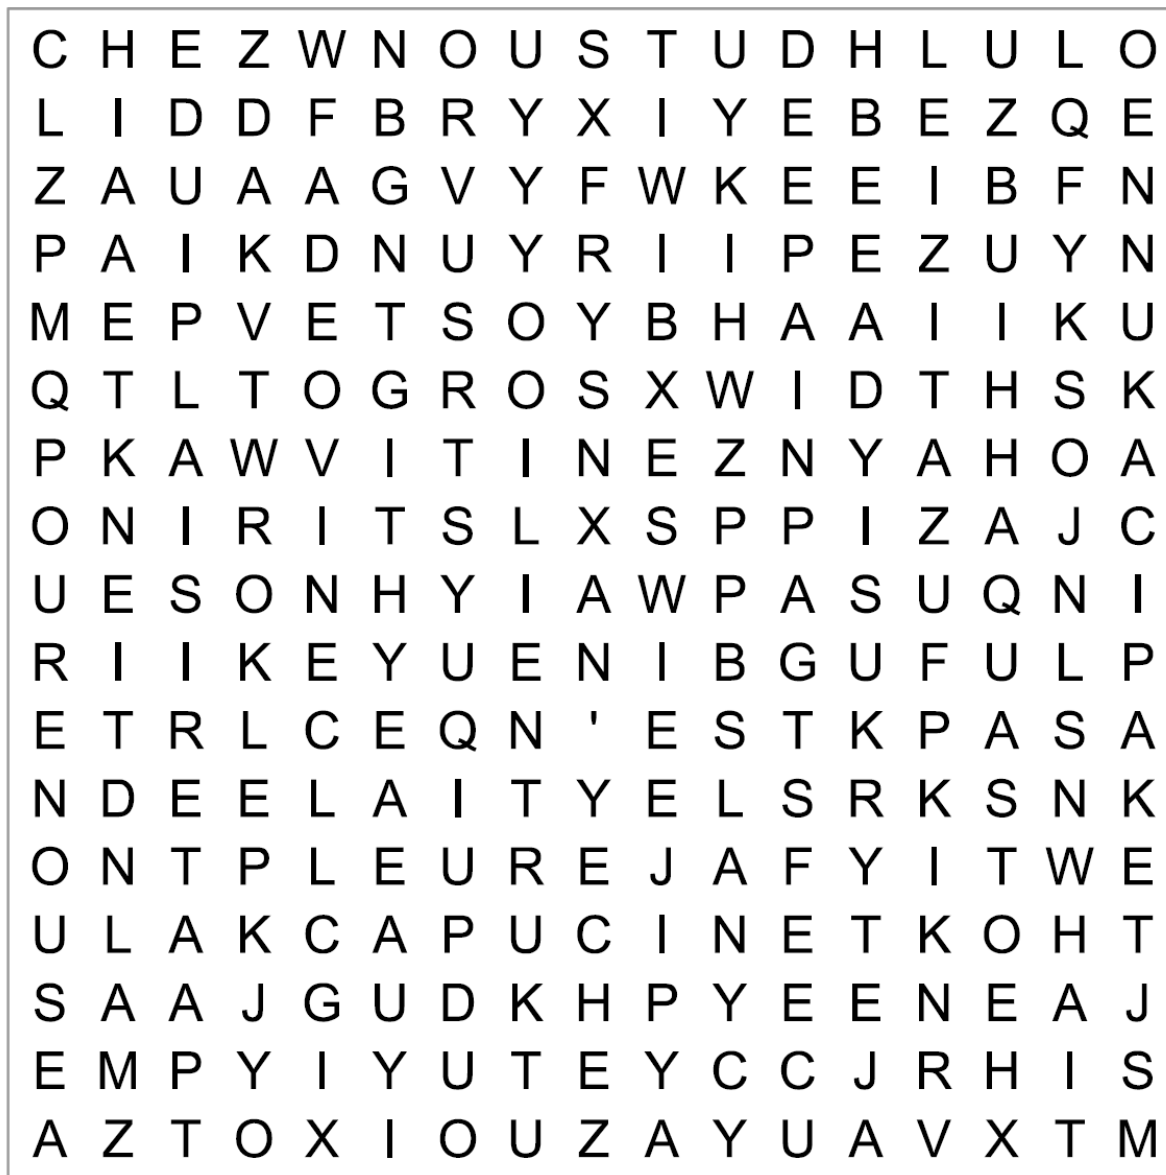 C H E Z W N O U S T U D H L U L O
L I D D F B R Y X I Y E B E Z Q E
Z A U A A G V Y F W K E E I B F N
P A I K D N U Y R I I P E Z U Y N
M E P V E T S O Y B H A A I I K U
Q T L T O G R O S X W I D T H S K
P K A W V I T I N E Z N Y A H O A
O N I R I T S L X S P P I Z A J C
U E S O N H Y I A W P A S U Q N I
R I I K E Y U E N I B G U F U L P
E T R L C E Q N ' E S T K P A S A
N D E E L A I T Y E L S R K S N K
O N T P L E U R E J A F Y I T W E
U L A K C A P U C I N E T K O H T
S A A J G U D K H P Y E E N E A J
E M P Y I Y U T E Y C C J R H I S
A Z T O X I O U Z A Y U A V X T M